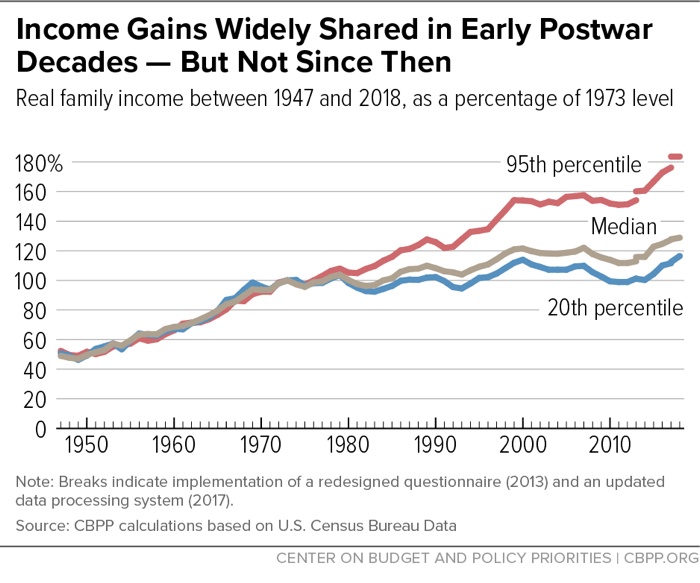 Income Gains Widely Shared in Early Postwar
Decades — But Not Since Then
Real family income between 1947 and 2018, as a percentage of 1973 level
180%
95th percentile
160
140
Median
120
100
20th percentile
80
60
40
20
0
1950 1960 1970 1980 1990 2000 2010
Note: Breaks indicate implementation of a redesigned questionnaire (2013) and an updated
data processing system (2017).
Source: CBPP calculations based on U.S. Census Bureau Data
CENTER ON BUDGET AND POLICY PRIORITIES | CBPP.ORG